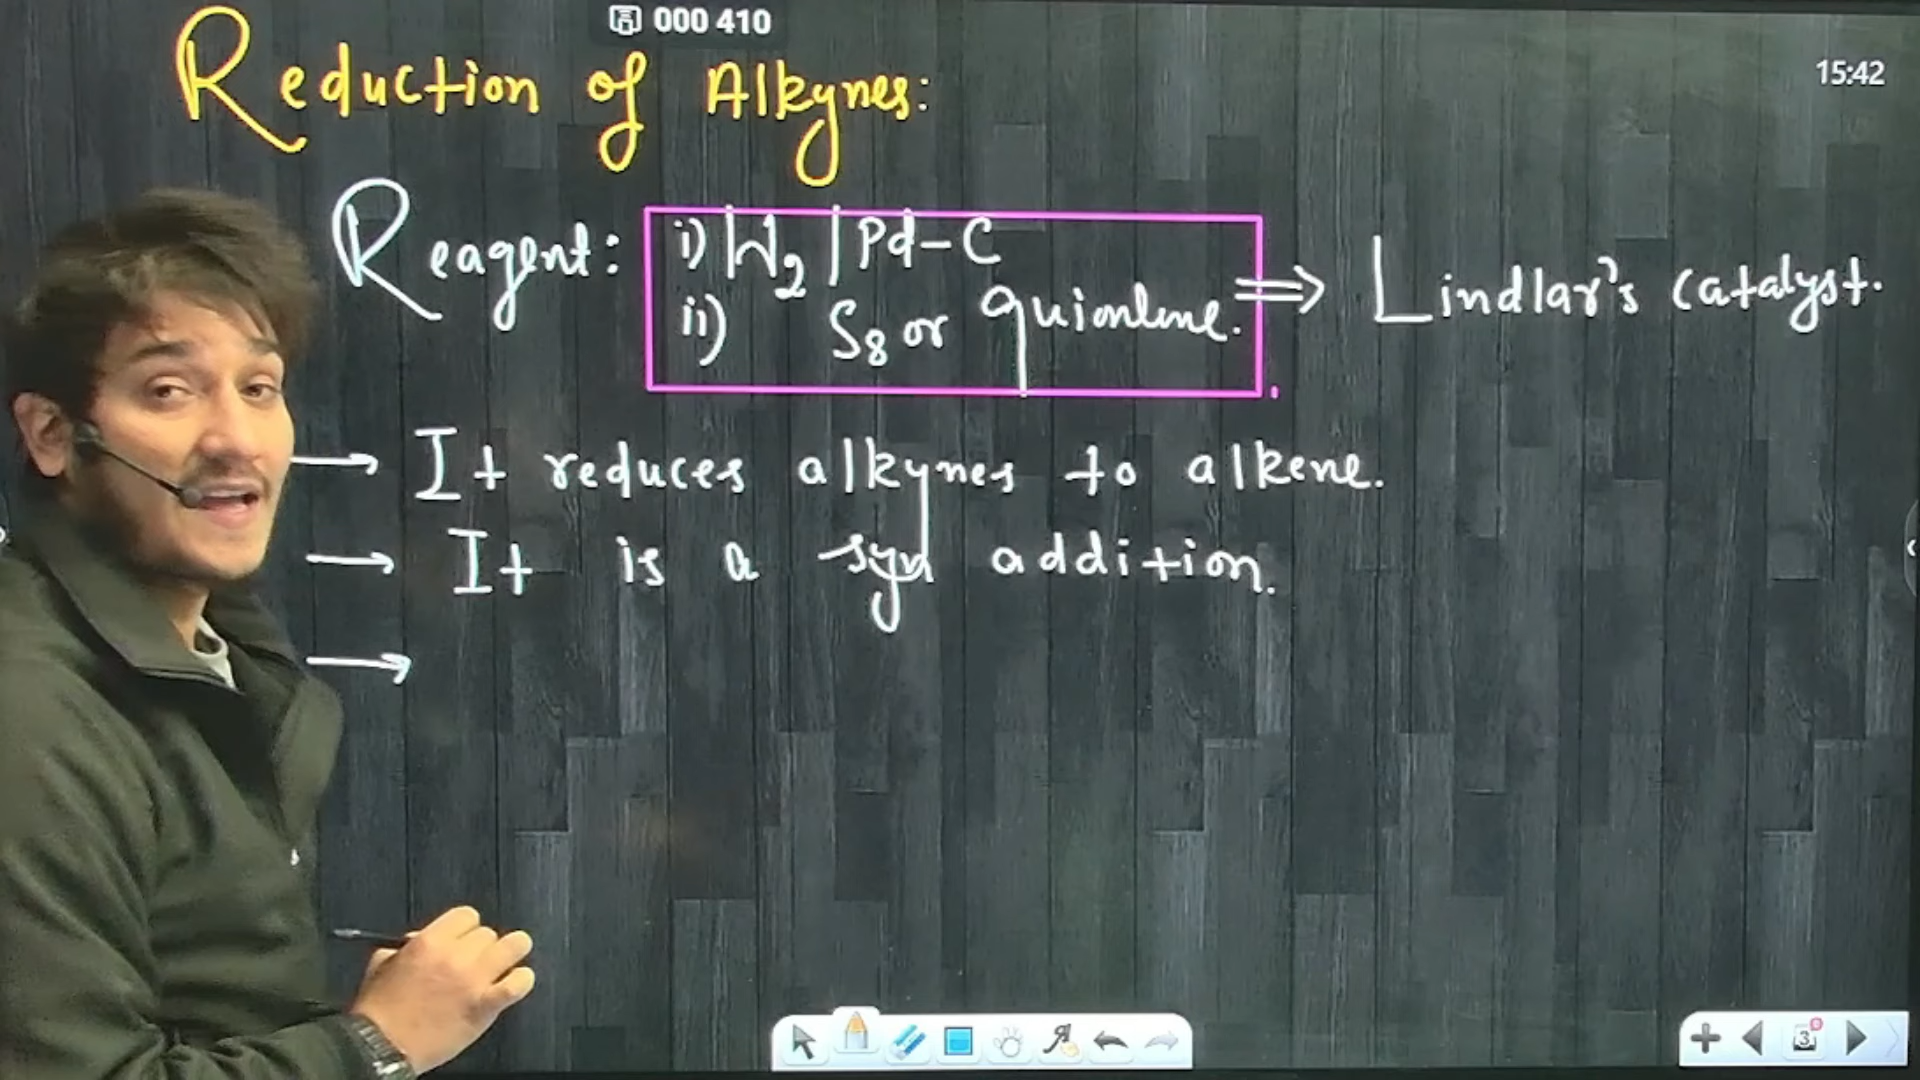 000 410
15:42
Reduction of Alkynes:
Reagent: i) H2 / Pd-C
ii) S8 or quionline. ⇒ Lindlar's catalyst.
→ It reduces alkynes to alkene.
→ It is a syn addition.
→
3